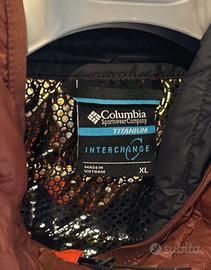 Columbia
Sportswear Company
TITANIUM
INTERCHANGE
MADE IN
VIETNAM
XL
subito